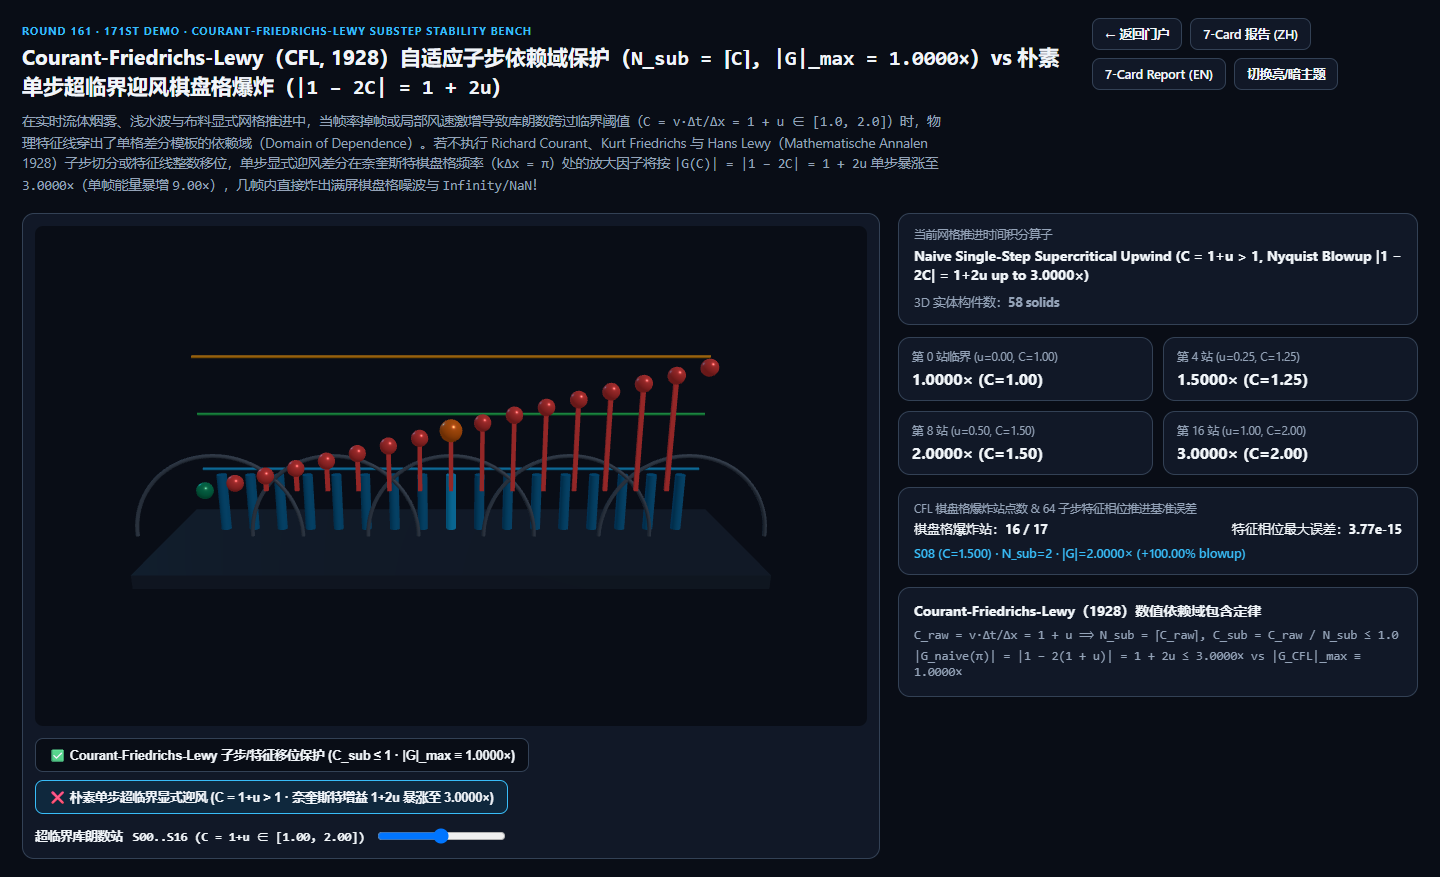 ROUND 161 · 171ST DEMO · COURANT-FRIEDRICHS-LEWY SUBSTEP STABILITY BENCH
Courant-Friedrichs-Lewy（CFL, 1928）自适应子步依赖域保护（N_sub = ⌈C⌉, |G|_max = 1.0000×）vs 朴素
单步超临界迎风棋盘格爆炸（|1 − 2C| = 1 + 2u）
← 返回门户
7-Card 报告 (ZH)
7-Card Report (EN)
切换亮/暗主题
在实时流体烟雾、浅水波与布料显式网格推进中，当帧率掉帧或局部风速激增导致库朗数跨过临界阈值（C = v·Δt/Δx = 1 + u ∈ [1.0, 2.0]）时，物
理特征线穿出了单格差分模板的依赖域（Domain of Dependence）。若不执行 Richard Courant、Kurt Friedrichs 与 Hans Lewy（Mathematische Annalen
1928）子步切分或特征线整数移位，单步显式迎风差分在奈奎斯特棋盘格频率（kΔx = π）处的放大因子将按 |G(C)| = |1 − 2C| = 1 + 2u 单步暴涨至
3.0000×（单帧能量暴增 9.00×），几帧内直接炸出满屏棋盘格噪波与 Infinity/NaN!
当前网格推进时间积分算子
Naive Single-Step Supercritical Upwind (C = 1+u > 1, Nyquist Blowup |1 −
2C| = 1+2u up to 3.0000×)
3D 实体构件数：58 solids
第 0 站临界 (u=0.00, C=1.00)
1.0000× (C=1.00)
第 4 站 (u=0.25, C=1.25)
1.5000× (C=1.25)
第 8 站 (u=0.50, C=1.50)
2.0000× (C=1.50)
第 16 站 (u=1.00, C=2.00)
3.0000× (C=2.00)
CFL 棋盘格爆炸站点数 & 64 子步特征相位推进基准误差
棋盘格爆炸站：16 / 17
特征相位最大误差：3.77e-15
S08 (C=1.500) · N_sub=2 · |G|=2.0000× (+100.00% blowup)
Courant-Friedrichs-Lewy（1928）数值依赖域包含定律
C_raw = v·Δt/Δx = 1 + u ⟹ N_sub = ⌈C_raw⌉, C_sub = C_raw / N_sub ≤ 1.0
|G_naive(π)| = |1 − 2(1 + u)| = 1 + 2u ≤ 3.0000× vs |G_CFL|_max ≡
1.0000×
✅ Courant-Friedrichs-Lewy 子步/特征移位保护 (C_sub ≤ 1 · |G|_max ≡ 1.0000×)
❌ 朴素单步超临界显式迎风 (C = 1+u > 1 · 奈奎斯特增益 1+2u 暴涨至 3.0000×)
超临界库朗数站 S00..S16 (C = 1+u ∈ [1.00, 2.00])